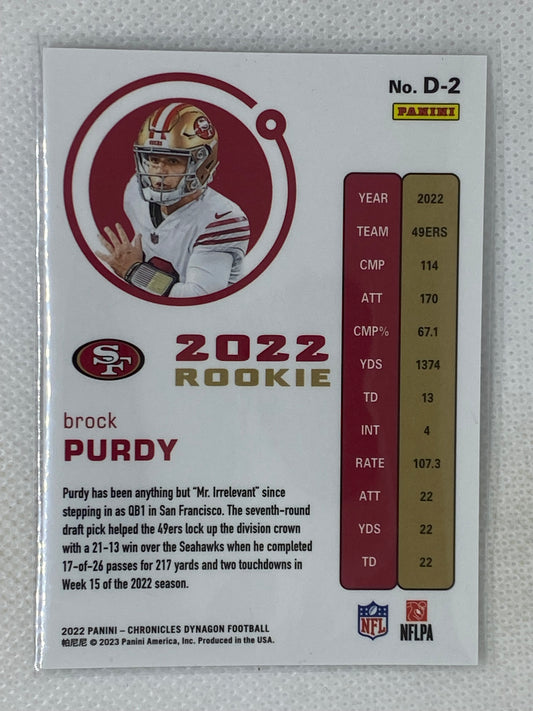 No. D-2
PANINI
YEAR 2022
TEAM 49ERS
CMP 114
ATT 170
CMP% 67.1
YDS 1374
TD 13
INT 4
RATE 107.3
ATT 22
YDS 22
TD 22
SF
2022
ROOKIE
brock
PURDY
Purdy has been anything but "Mr. Irrelevant" since
stepping in as QB1 in San Francisco. The seventh-round
draft pick helped the 49ers lock up the division crown
with a 21–13 win over the Seahawks when he completed
17-of-26 passes for 217 yards and two touchdowns in
Week 15 of the 2022 season.
NFL
NFLPA
2022 PANINI – CHRONICLES DYNAGON FOOTBALL
帕尼尼 © 2023 Panini America, Inc. Produced in the USA.